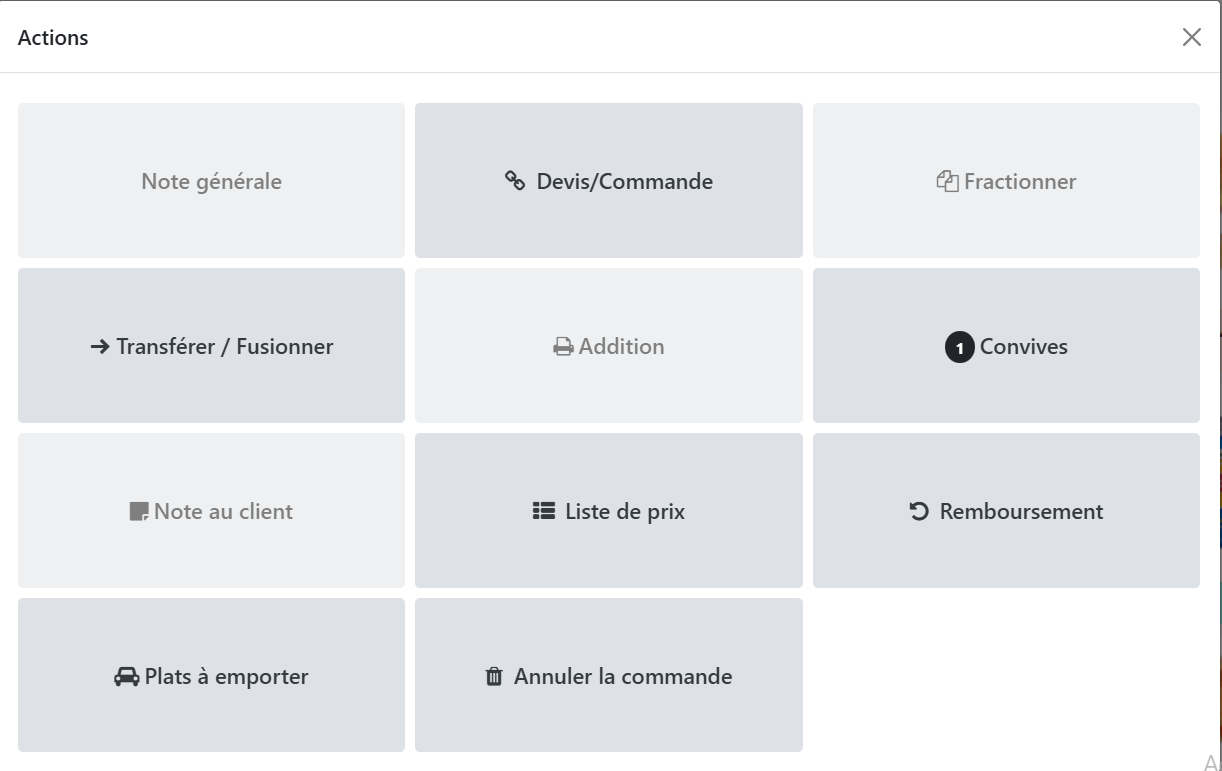 Actions
Note générale
Devis/Commande
Fractionner
Transférer / Fusionner
Addition
1 Convives
Note au client
Liste de prix
Remboursement
Plats à emporter
Annuler la commande